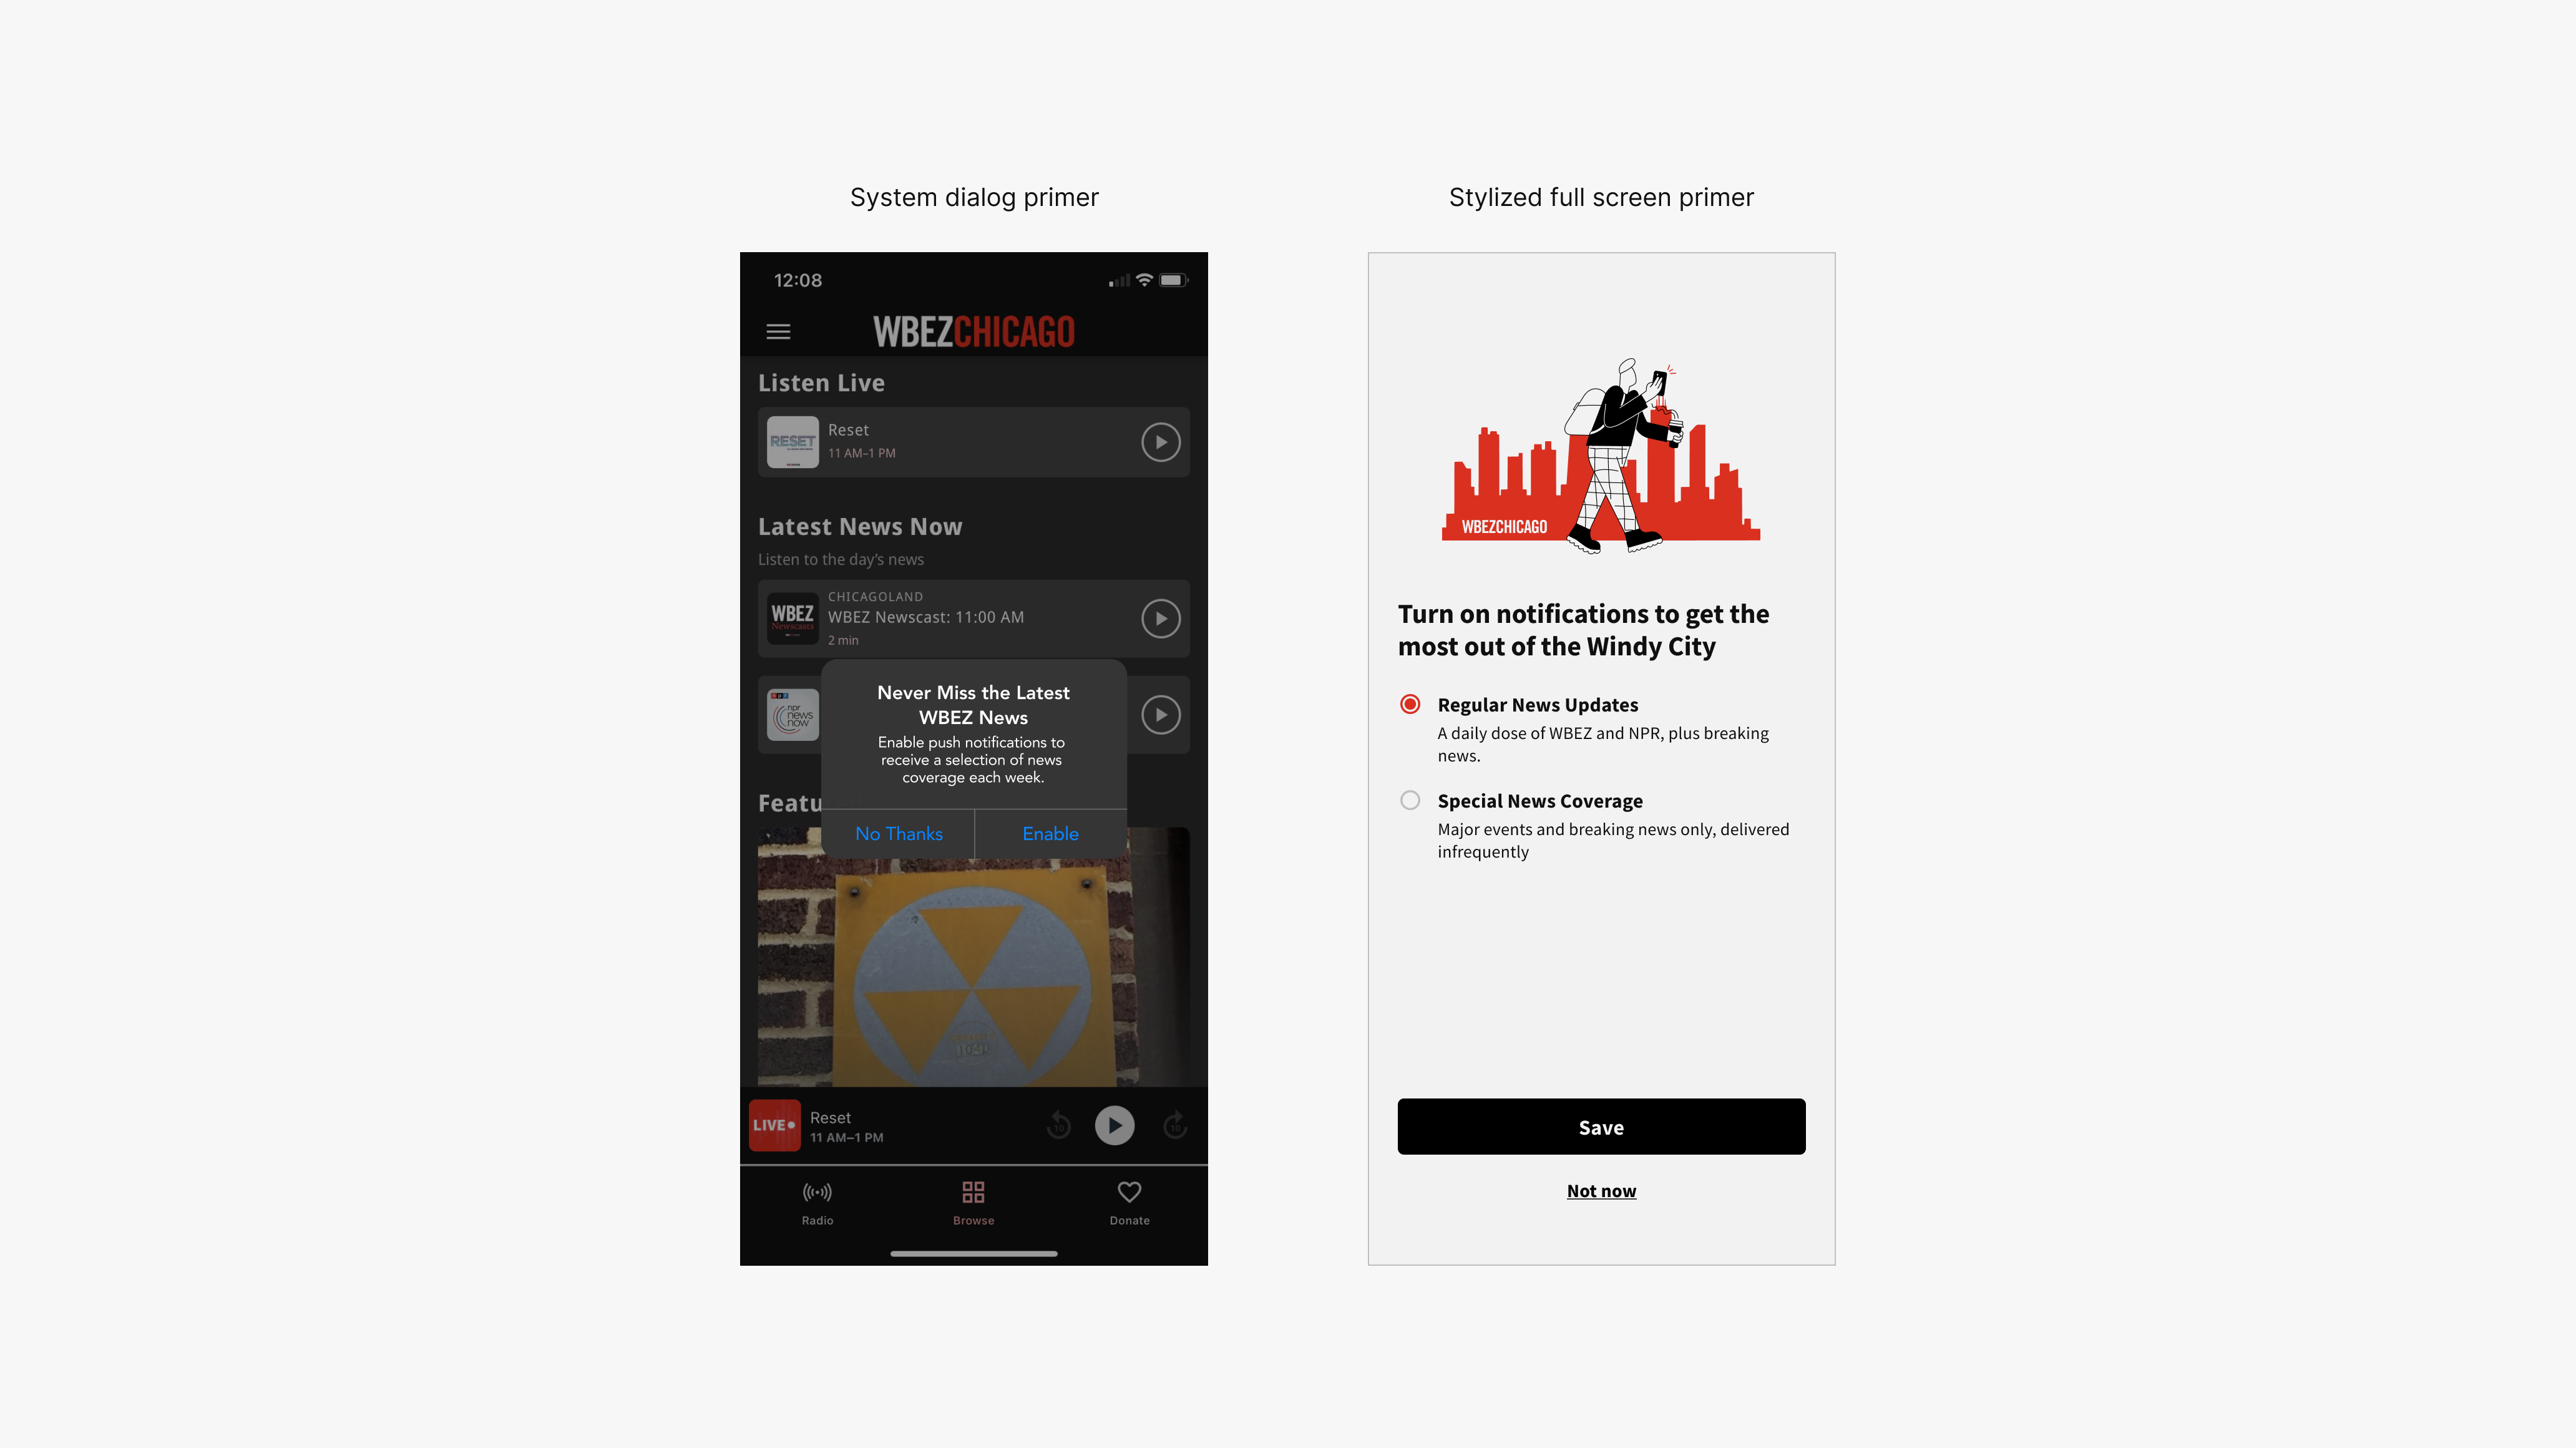 System dialog primer
Stylized full screen primer
12:08
WBEZCHICAGO
Listen Live
RESET
Reset
11 AM–1 PM
Latest News Now
Listen to the day's news
WBEZ
Newscasts
CHICAGOLAND
WBEZ Newscast: 11:00 AM
2 min
npr
npr
news
now
Never Miss the Latest
WBEZ News
Enable push notifications to
receive a selection of news
coverage each week.
No Thanks
Enable
Featu
LIVE
Reset
11 AM–1 PM
10
10
Radio
Browse
Donate
WBEZCHICAGO
Turn on notifications to get the
most out of the Windy City
Regular News Updates
A daily dose of WBEZ and NPR, plus breaking
news.
Special News Coverage
Major events and breaking news only, delivered
infrequently
Save
Not now